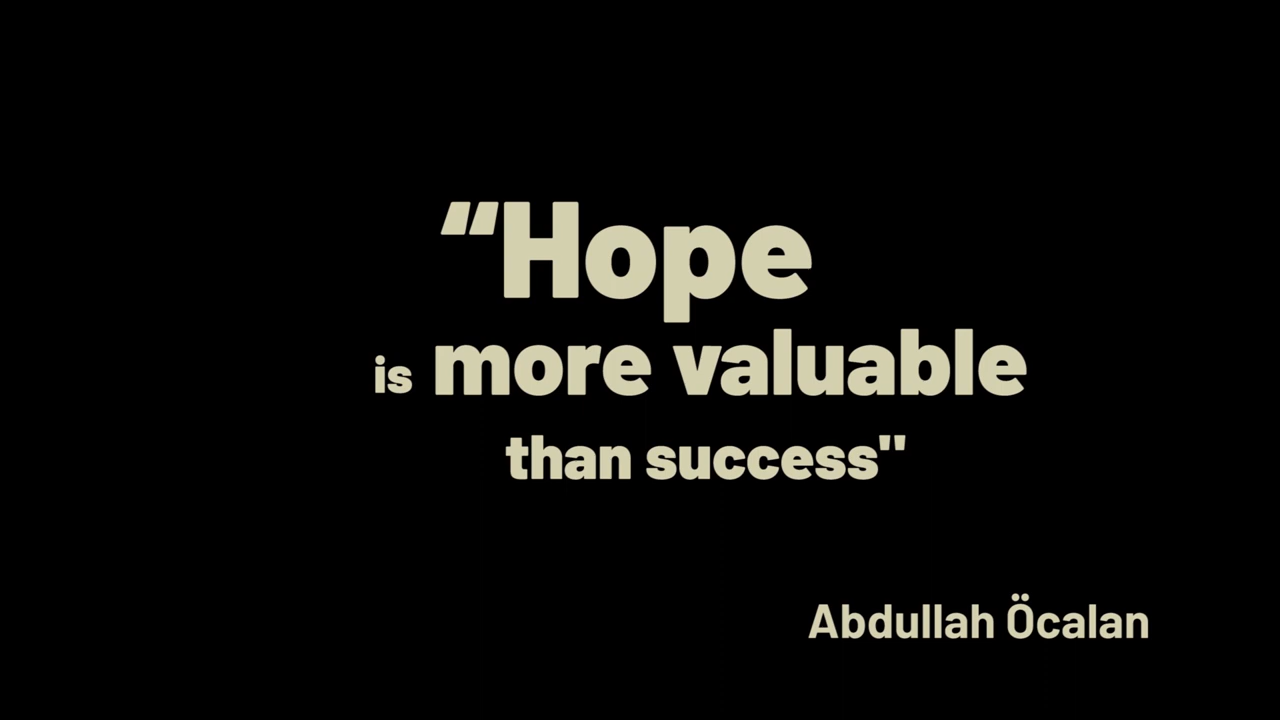 “Hope
is more valuable
than success"
Abdullah Öcalan